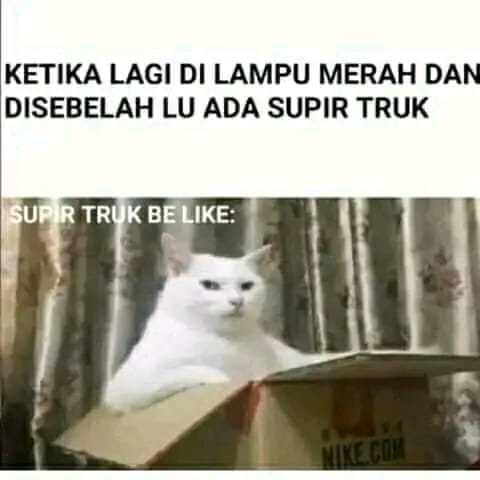 KETIKA LAGI DI LAMPU MERAH DAN
DISEBELAH LU ADA SUPIR TRUK
SUPIR TRUK BE LIKE:
NIKE.COM